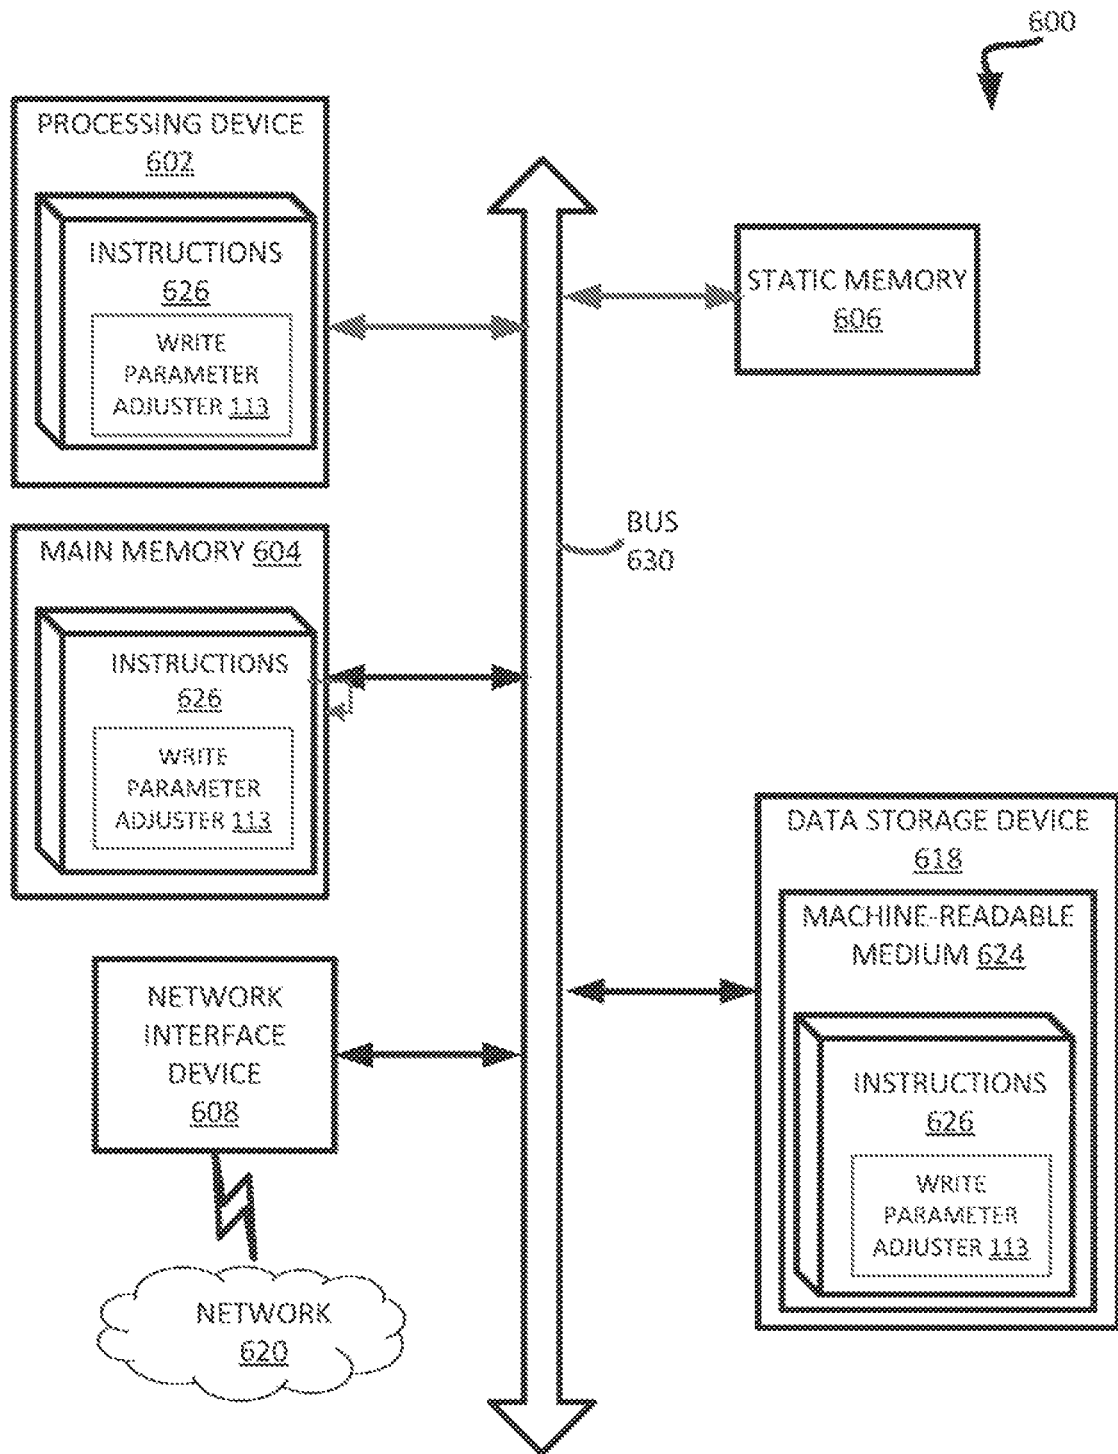 600
PROCESSING DEVICE
602
INSTRUCTIONS
626
WRITE
PARAMETER
ADJUSTER 113
STATIC MEMORY
606
BUS
630
MAIN MEMORY 604
INSTRUCTIONS
626
WRITE
PARAMETER
ADJUSTER 113
DATA STORAGE DEVICE
618
MACHINE-READABLE
MEDIUM 624
INSTRUCTIONS
626
WRITE
PARAMETER
ADJUSTER 113
NETWORK
INTERFACE
DEVICE
608
NETWORK
620